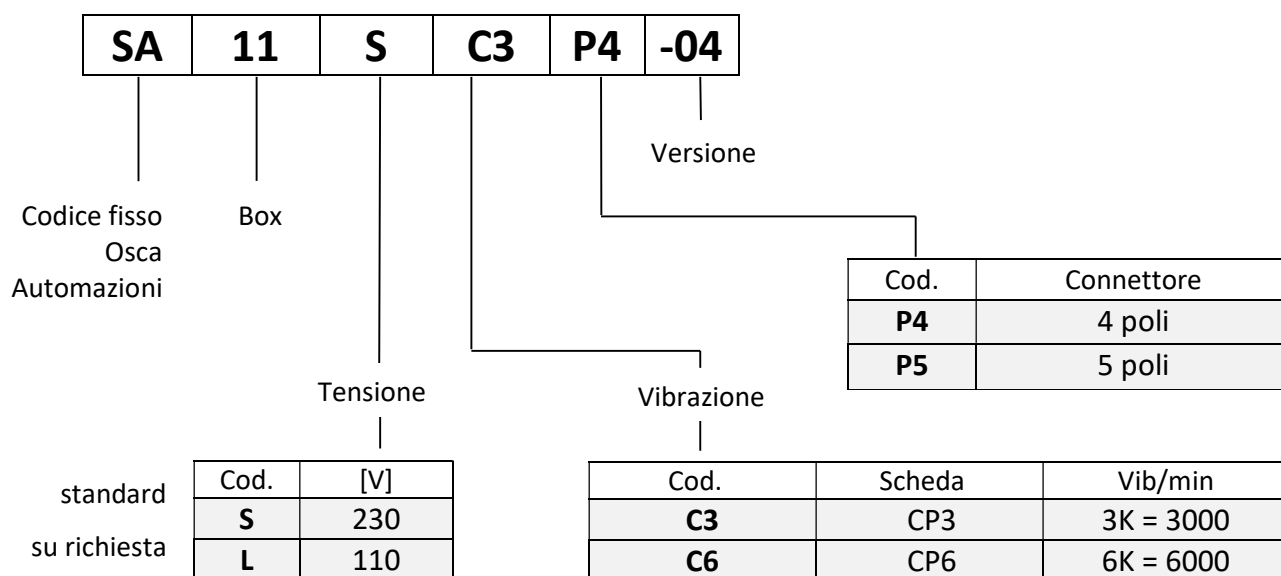 SA 11 S C3 P4 -04
Versione
Codice fisso
Osca
Automazioni
Box
Cod. Connettore
P4 4 poli
P5 5 poli
Tensione
Vibrazione
standard
su richiesta
Cod. [V]
S 230
L 110
Cod. Scheda Vib/min
C3 CP3 3K = 3000
C6 CP6 6K = 6000